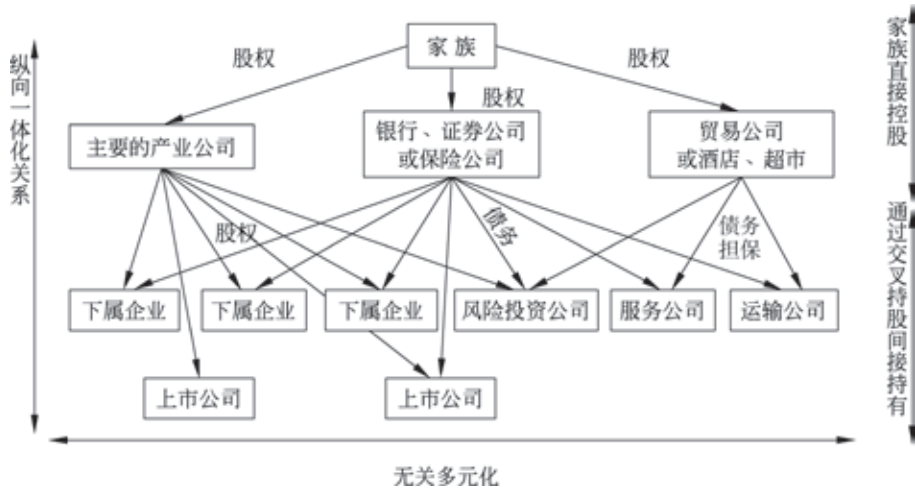 家 族
股权
股权
股权
主要的产业公司
银行、证券公司
或保险公司
贸易公司
或酒店、超市
股权
债务
债务
担保
下属企业
下属企业
下属企业
风险投资公司
服务公司
运输公司
上市公司
上市公司
纵向一体化关系
家族直接控股
通过交叉持股间接持有
无关多元化